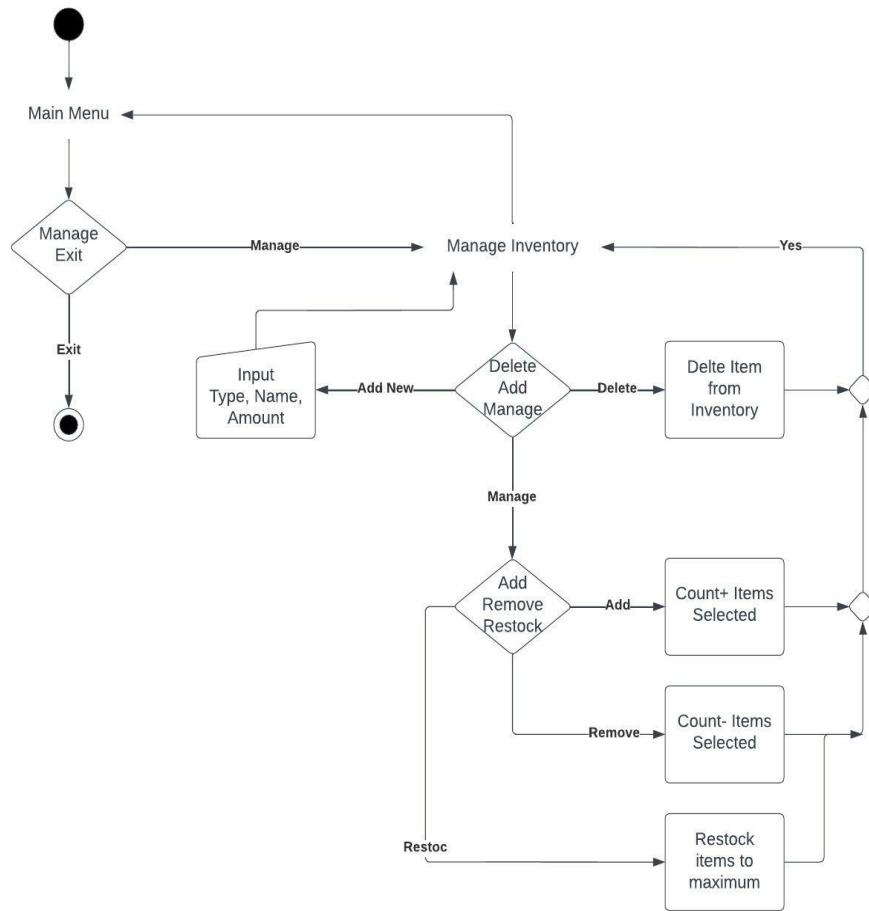 Main Menu
Manage
Exit
Manage
Manage Inventory
Yes
Exit
Input
Type, Name,
Amount
Add New
Delete
Add
Manage
Delete
Delte Item
from
Inventory
Manage
Add
Remove
Restock
Add
Count+ Items
Selected
Remove
Count- Items
Selected
Restoc
Restock
items to
maximum